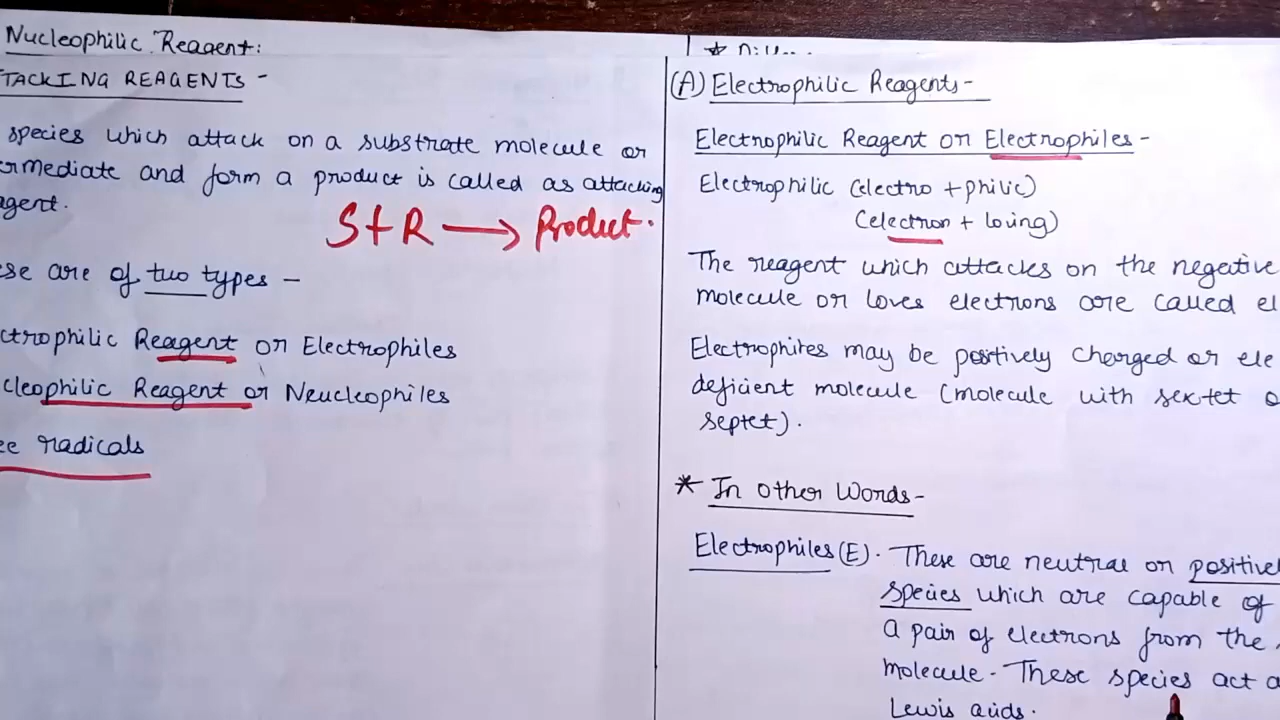 Nucleophilic Reagent:
TACKING REAGENTS -
species which attack on a substrate molecule or
ermediate and form a product is called as attacking
agent.
S + R ⟶ Product.
se are of two types -
ctrophilic Reagent or Electrophiles
cleophilic Reagent or Neucleophiles
ee radicals
(A) Electrophilic Reagents-
Electrophilic Reagent or Electrophiles -
Electrophilic (electro + philic)
(electron + loving)
The reagent which attacks on the negative
molecule or loves electrons are called el
Electrophires may be positively charged or ele
deficient molecule (molecule with sextet o
septet).
* In Other Words-
Electrophiles (E). These are neutral or positivel
species which are capable of
a pair of electrons from the
molecule. These species act a
Lewis acids.